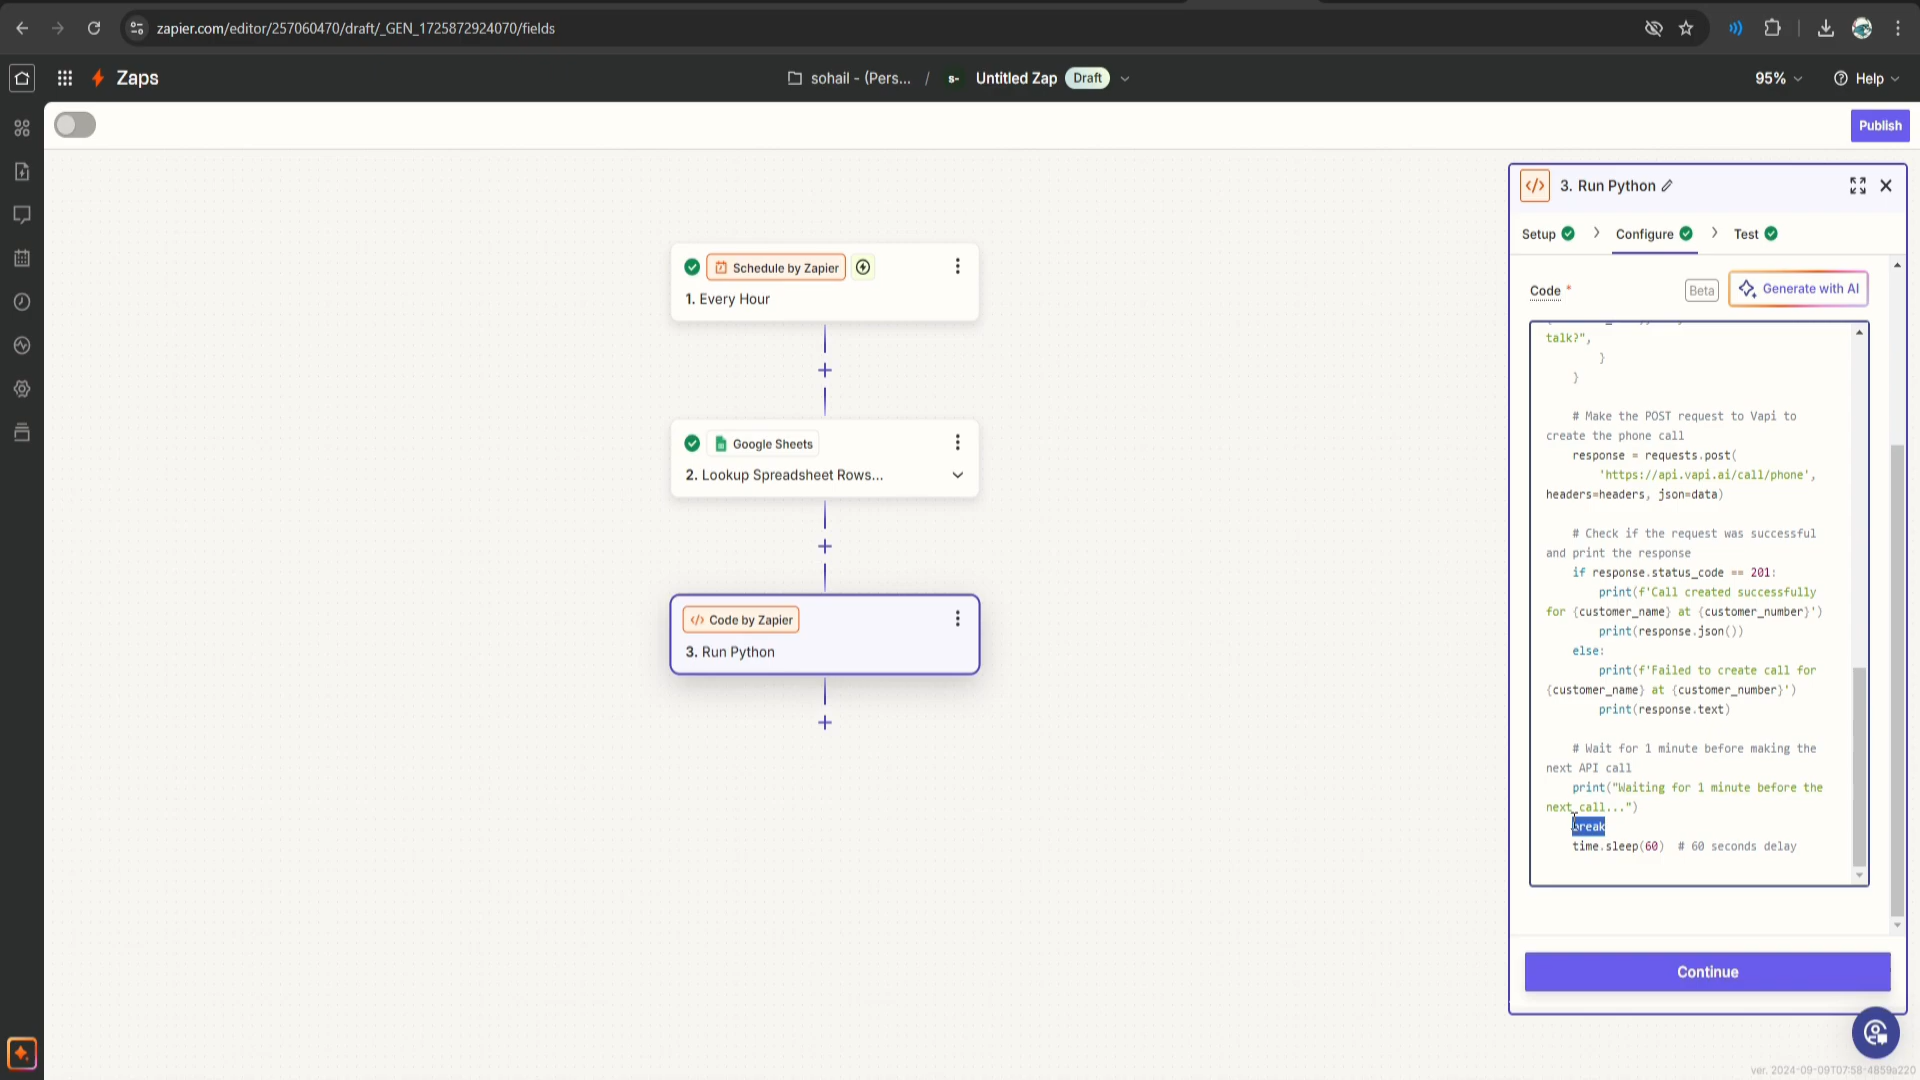 zapier.com/editor/257060470/draft/_GEN_1725872924070/fields
Zaps
sohail - (Pers... / s- Untitled Zap Draft
95%
Help
Publish
3. Run Python
Setup
Configure
Test
Code *
Beta
Generate with AI
Schedule by Zapier
1. Every Hour
Google Sheets
2. Lookup Spreadsheet Rows...
Code by Zapier
3. Run Python
talk?",
}
}
# Make the POST request to Vapi to
create the phone call
response = requests.post(
'https://api.vapi.ai/call/phone',
headers=headers, json=data)
# Check if the request was successful
and print the response
if response.status_code == 201:
print(f'Call created successfully
for {customer_name} at {customer_number}')
print(response.json())
else:
print(f'Failed to create call for
{customer_name} at {customer_number}')
print(response.text)
# Wait for 1 minute before making the
next API call
print("Waiting for 1 minute before the
next call...")
break
time.sleep(60) # 60 seconds delay
Continue
ver. 2024-09-09T07:58-4859a220